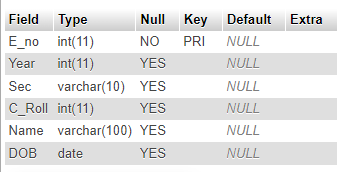 Field Type Null Key Default Extra
E_no int(11) NO PRI NULL
Year int(11) YES NULL
Sec varchar(10) YES NULL
C_Roll int(11) YES NULL
Name varchar(100) YES NULL
DOB date YES NULL